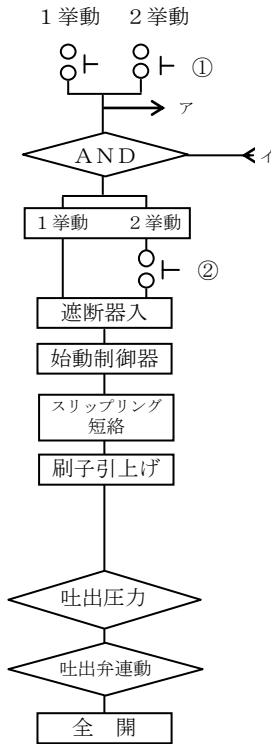 1挙動 2挙動
①
ア
AND
イ
1挙動 2挙動
②
遮断器入
始動制御器
スリップリング
短絡
刷子引上げ
吐出圧力
吐出弁連動
全 開